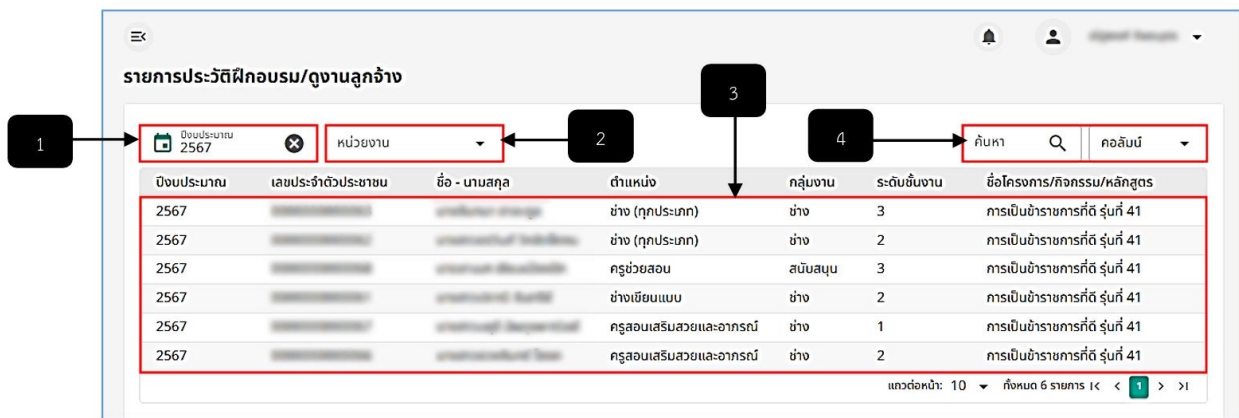 รายการประวัติฝึกอบรม/ดูงานลูกจ้าง
3
1
ปีงบประมาณ
2567
หน่วยงาน
2
4
ค้นหา
คอลัมน์
ปีงบประมาณ เลขประจำตัวประชาชน ชื่อ - นามสกุล ตำแหน่ง กลุ่มงาน ระดับชั้นงาน ชื่อโครงการ/กิจกรรม/หลักสูตร
2567 ช่าง (ทุกประเภท) ช่าง 3 การเป็นข้าราชการที่ดี รุ่นที่ 41
2567 ช่าง (ทุกประเภท) ช่าง 2 การเป็นข้าราชการที่ดี รุ่นที่ 41
2567 ครูช่วยสอน สนับสนุน 3 การเป็นข้าราชการที่ดี รุ่นที่ 41
2567 ช่างเขียนแบบ ช่าง 2 การเป็นข้าราชการที่ดี รุ่นที่ 41
2567 ครูสอนเสริมสวยและอาภรณ์ ช่าง 1 การเป็นข้าราชการที่ดี รุ่นที่ 41
2567 ครูสอนเสริมสวยและอาภรณ์ ช่าง 2 การเป็นข้าราชการที่ดี รุ่นที่ 41
แถวต่อหน้า: 10 ทั้งหมด 6 รายการ 1